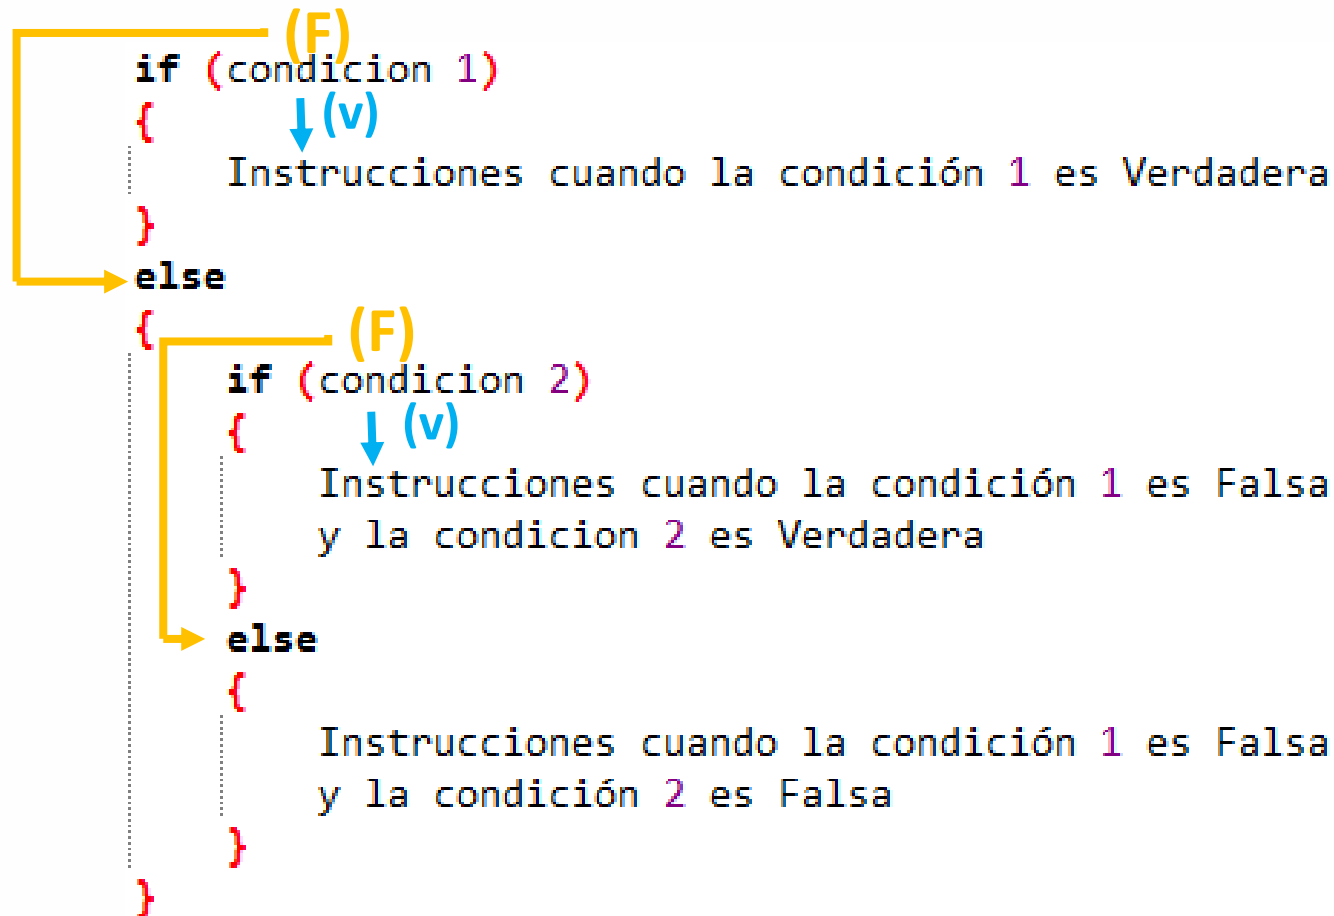 (F)
if (condicion 1)
{ (v)
Instrucciones cuando la condición 1 es Verdadera
}
else
{ (F)
if (condicion 2)
{ (v)
Instrucciones cuando la condición 1 es Falsa
y la condicion 2 es Verdadera
}
else
{
Instrucciones cuando la condición 1 es Falsa
y la condición 2 es Falsa
}
}